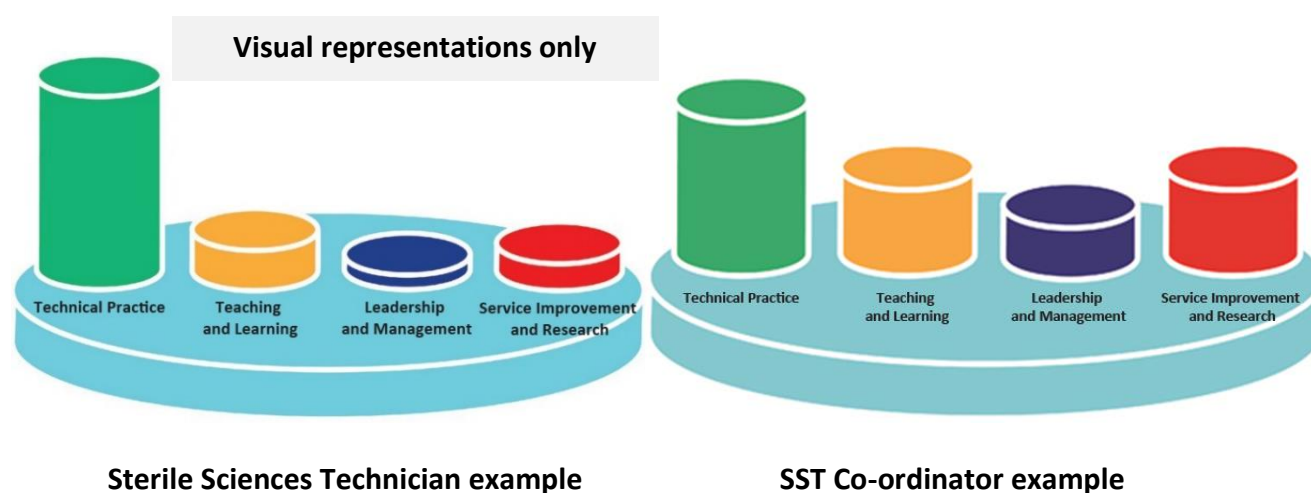 Visual representations only
Technical Practice
Teaching
and Learning
Leadership
and Management
Service Improvement
and Research
Technical Practice
Teaching
and Learning
Leadership
and Management
Service Improvement
and Research
Sterile Sciences Technician example
SST Co-ordinator example